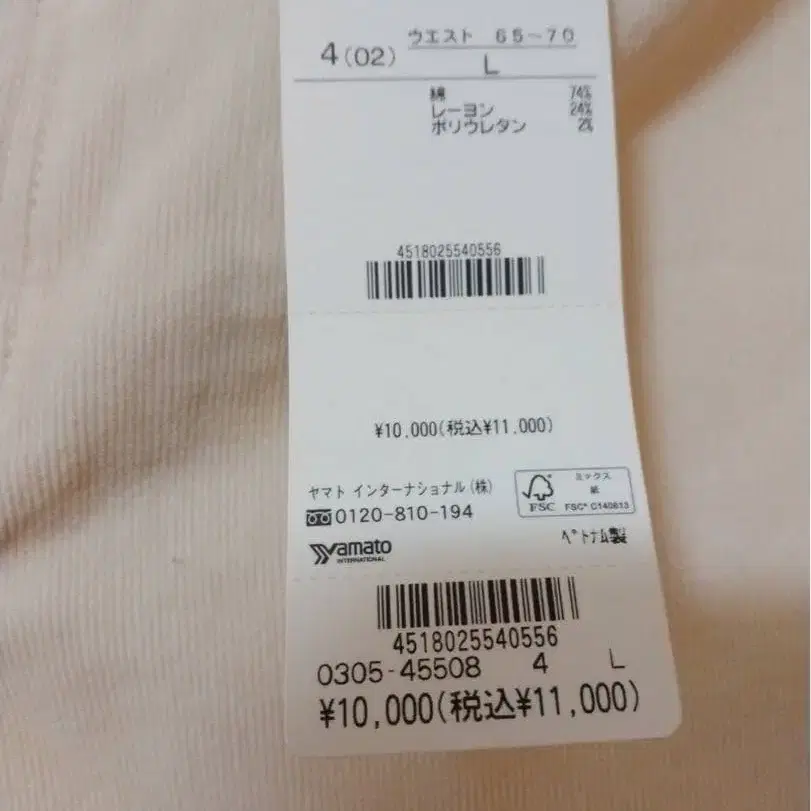 4(02) ウエスト 65~70
L
綿 74%
レーヨン 24%
ポリウレタン 2%
4518025540556
¥10,000(税込¥11,000)
ヤマト インターナショナル(株)
0120-810-194
ミックス
紙
FSC
FSC® C140613
Yamato
INTERNATIONAL
ベトナム製
4518025540556
0305-45508 4 L
¥10,000(税込¥11,000)